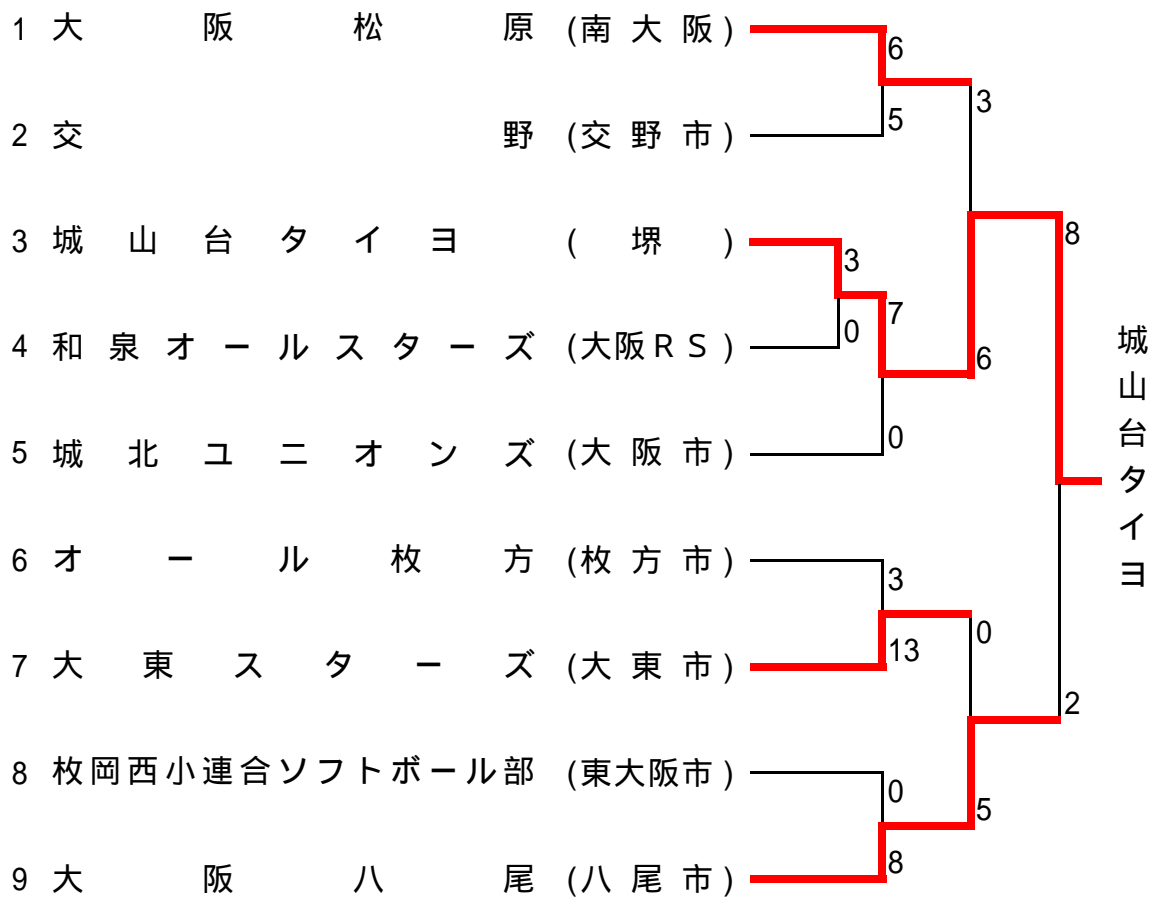 1 大阪松原 (南大阪)
6
3
2 交野 (交野市)
5
3 城山台タイヨ (堺)
3
8
7
4 和泉オールスターズ (大阪RS)
0
6
5 城北ユニオンズ (大阪市)
0
城山台タイヨ
6 オール枚方 (枚方市)
3
0
7 大東スターズ (大東市)
13
2
8 枚岡西小連合ソフトボール部 (東大阪市)
0
5
9 大阪八尾 (八尾市)
8